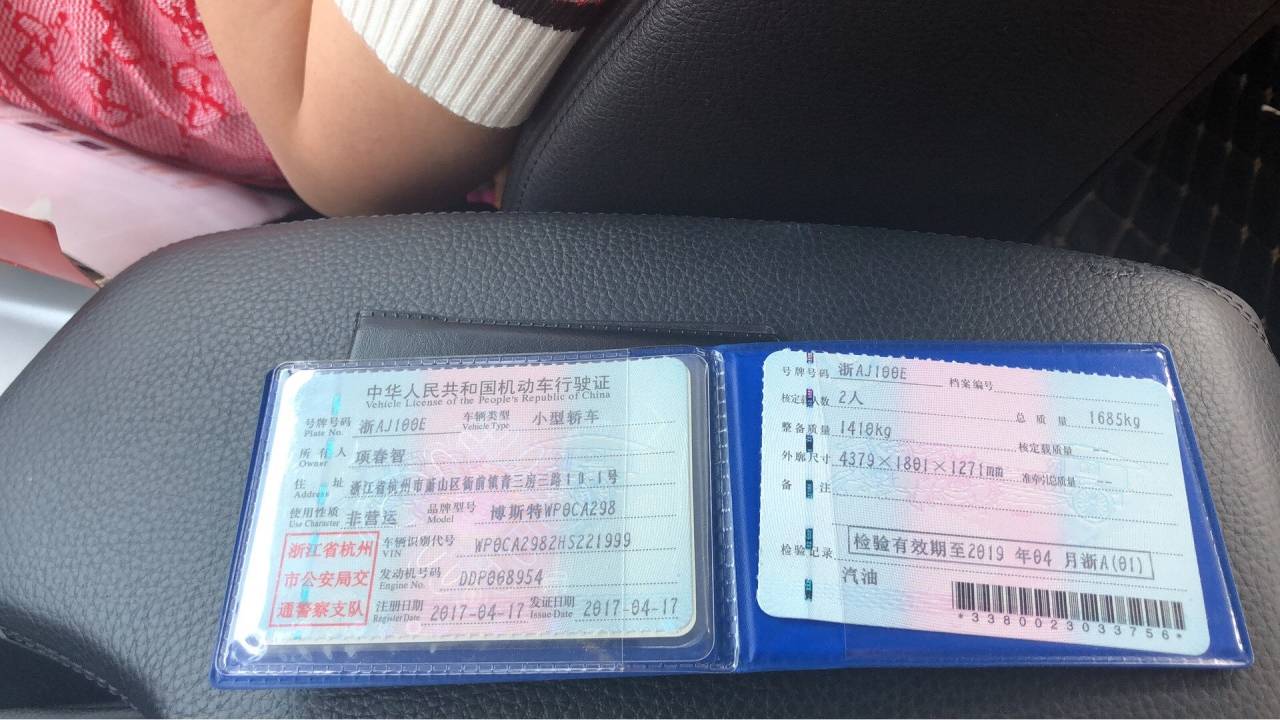 中华人民共和国机动车行驶证
Vehicle License of the People's Republic of China
号牌号码 浙AJ100E 车辆类型 小型轿车
Plate No. Vehicle Type
所有人 项春智
Owner
住址 浙江省杭州市萧山区衙前镇青三房三路10-1号
Address
使用性质 非营运 品牌型号 博斯特WP0CA298
Use Character Model
浙江省杭州
市公安局交
通警察支队
车辆识别代号 WP0CA2982HS221999
VIN
发动机号码 DDP008954
Engine No.
注册日期 2017-04-17 发证日期 2017-04-17
Register Date Issue Date
号牌号码 浙AJ100E 档案编号
核定载人数 2人 总质量 1685kg
整备质量 1410kg 核定载质量 --
外廓尺寸 4379×1801×1271mm 准牵引总质量 --
备注
检验记录 检验有效期至2019 年04 月浙A(01)
汽油
*3380023033756*